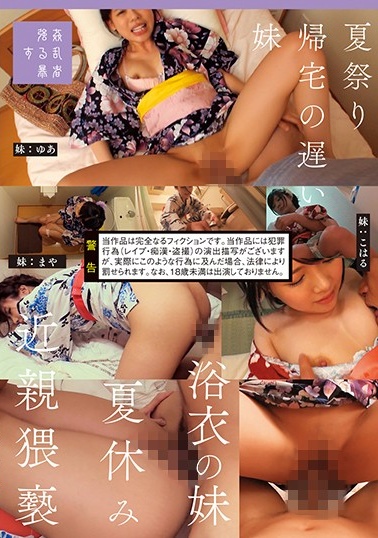 夏祭り
帰宅の遅い
妹
妹：ゆあ
妹：まや
妹：こはる
警告
当作品は完全なるフィクションです。当作品には犯罪
行為(レイプ・痴漢・盗撮)の演出描写がございます
が、実際にこのような行為に及んだ場合、法律により
罰せられます。なお、18歳未満は出演しておりません。
浴衣の妹
夏休み
近親猥褻